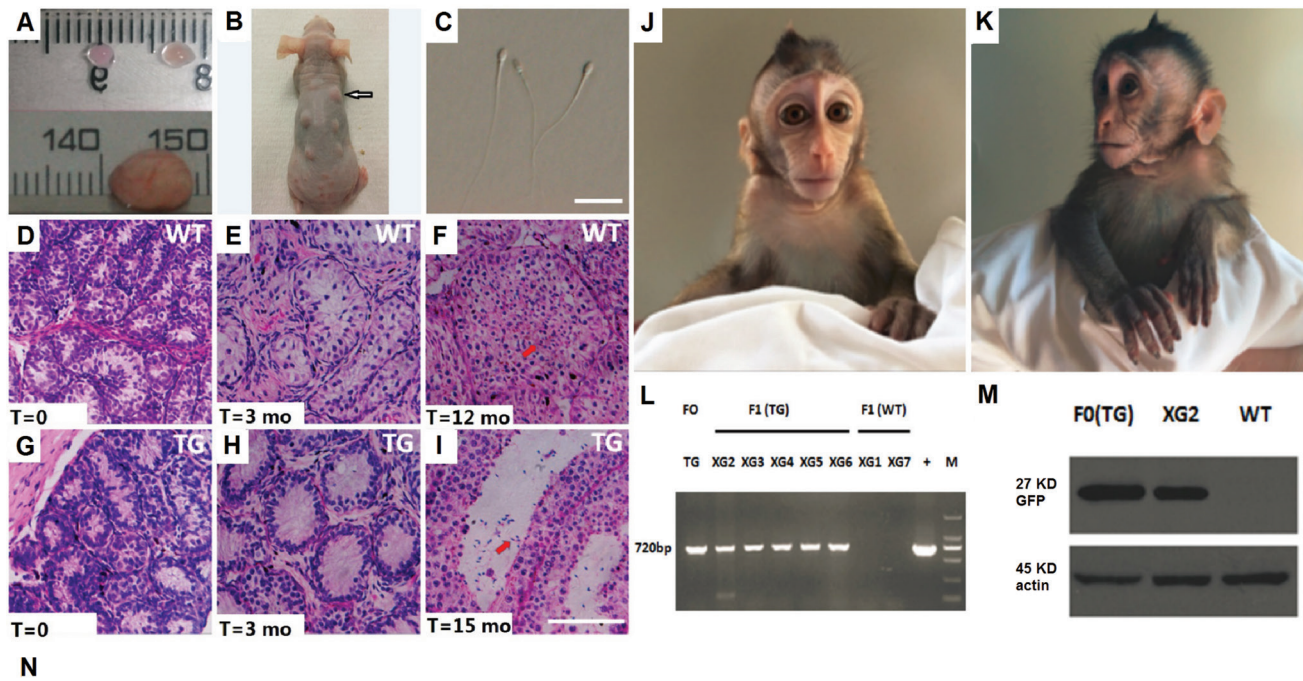 A
B
C
J
K
9
8
140
150
D
WT
E
WT
F
WT
T=0
T=3 mo
T=12 mo
G
TG
H
TG
I
TG
T=0
T=3 mo
T=15 mo
L
FO
F1 (TG)
F1 (WT)
TG
XG2
XG3
XG4
XG5
XG6
XG1
XG7
+
M
720bp
M
F0(TG)
XG2
WT
27 KD
GFP
45 KD
actin
N